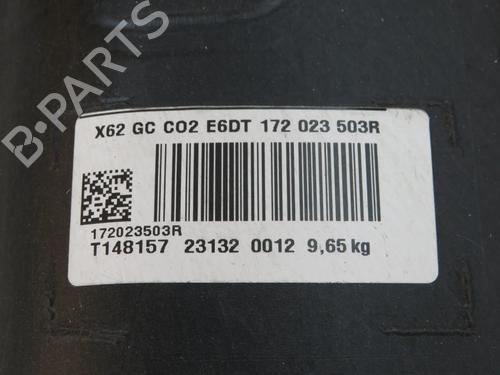 X62 GC CO2 E6DT 172 023 503R
172023503R
T148157 23132 0012 9,65 kg
B-PARTS